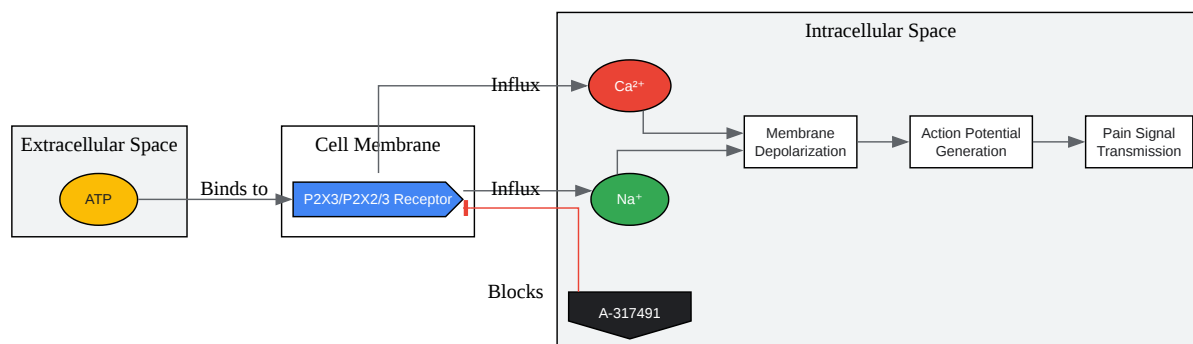 Intracellular Space
Influx
Ca²⁺
Extracellular Space
Cell Membrane
Membrane
Depolarization
Action Potential
Generation
Pain Signal
Transmission
ATP
Binds to
P2X3/P2X2/3 Receptor
Influx
Na⁺
Blocks
A-317491